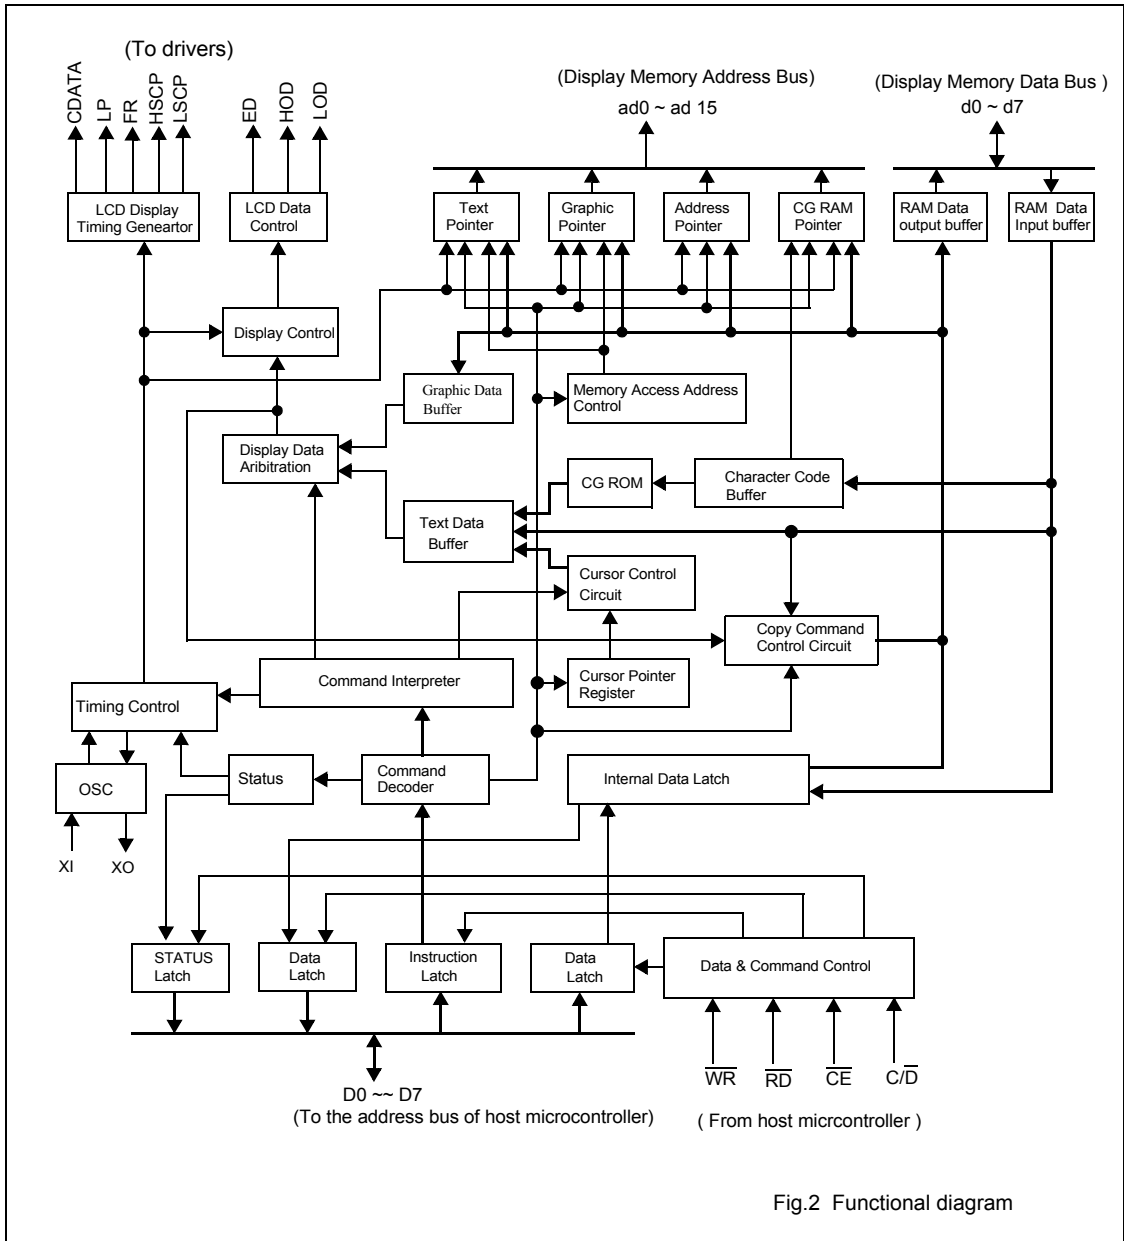 (To drivers)
CDATA
LP
FR
HSCP
LSCP
ED
HOD
LOD
(Display Memory Address Bus)
ad0 ~ ad 15
(Display Memory Data Bus )
d0 ~ d7
LCD Display
Timing Geneartor
LCD Data
Control
Text
Pointer
Graphic
Pointer
Address
Pointer
CG RAM
Pointer
RAM Data
output buffer
RAM Data
Input buffer
Display Control
Graphic Data
Buffer
Memory Access Address
Control
Display Data
Aribitration
CG ROM
Character Code
Buffer
Text Data
Buffer
Cursor Control
Circuit
Copy Command
Control Circuit
Command Interpreter
Cursor Pointer
Register
Timing Control
OSC
Status
Command
Decoder
Internal Data Latch
XI
XO
STATUS
Latch
Data
Latch
Instruction
Latch
Data
Latch
Data & Command Control
W̅R̅
R̅D̅
C̅E̅
C/D̅
D0 ~~ D7
(To the address bus of host microcontroller)
( From host micrcontroller )
Fig.2 Functional diagram